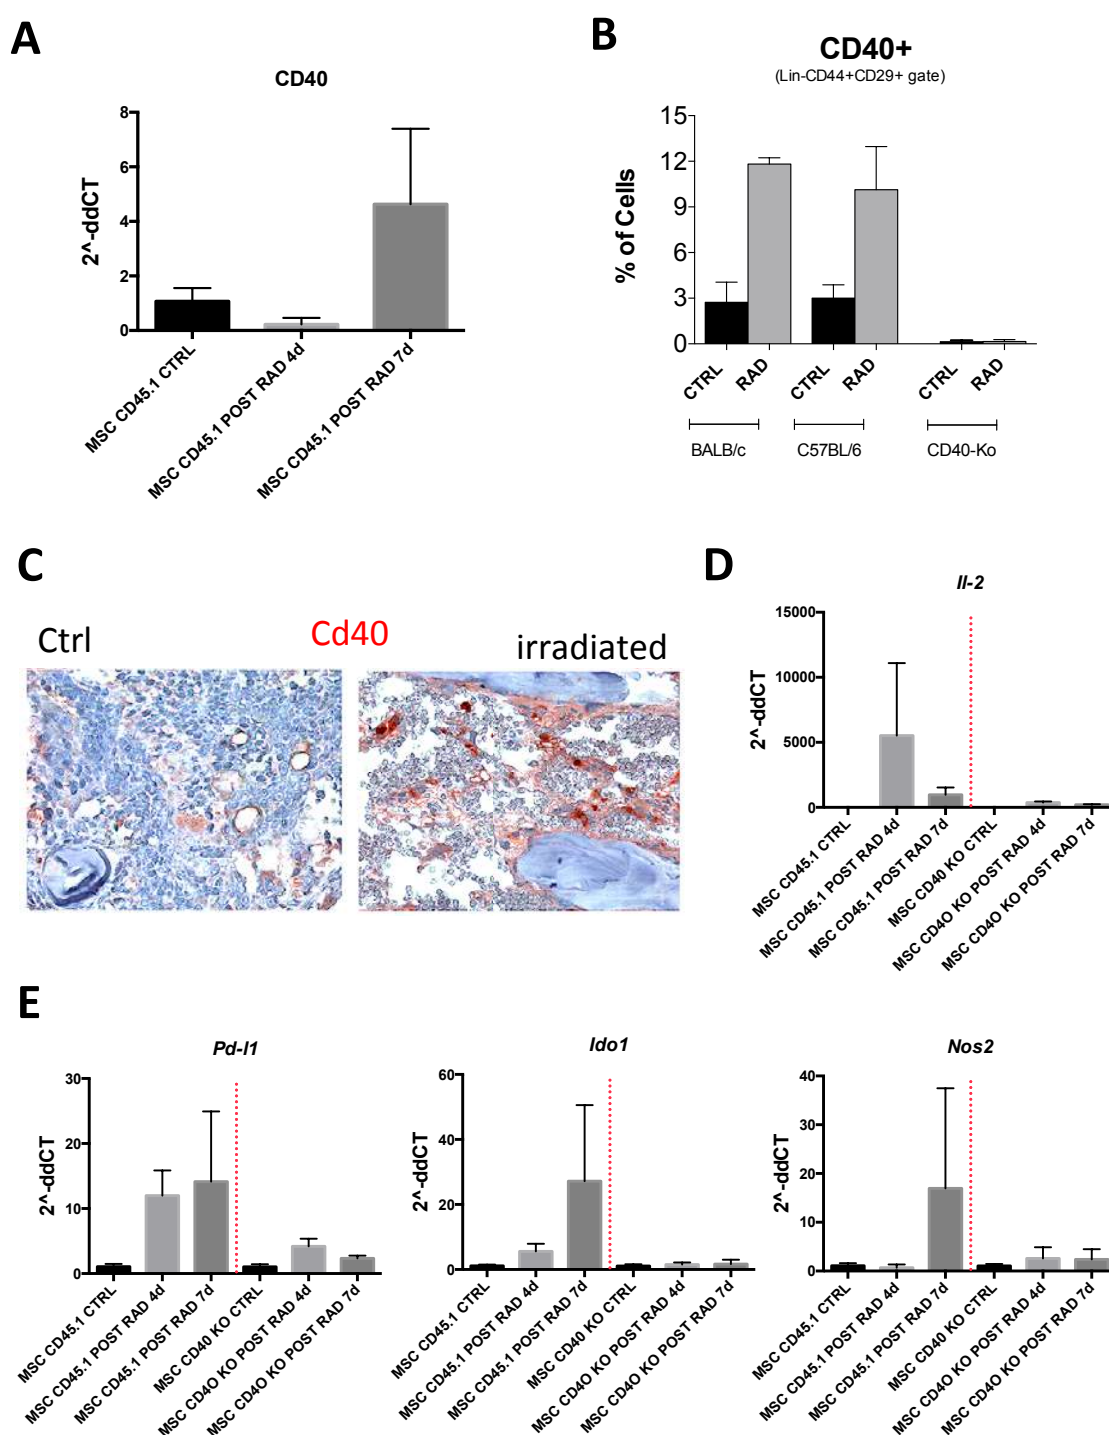 A
CD40
2^-ddCT
8
6
4
2
0
MSC CD45.1 CTRL
MSC CD45.1 POST RAD 4d
MSC CD45.1 POST RAD 7d
B
CD40+
(Lin-CD44+CD29+ gate)
% of Cells
15
12
9
6
3
0
CTRL
RAD
CTRL
RAD
CTRL
RAD
BALB/c
C57BL/6
CD40-Ko
C
Ctrl
Cd40
irradiated
D
Il-2
2^-ddCT
15000
10000
5000
0
MSC CD45.1 CTRL
MSC CD45.1 POST RAD 4d
MSC CD45.1 POST RAD 7d
MSC CD40 KO CTRL
MSC CD4O KO POST RAD 4d
MSC CD4O KO POST RAD 7d
E
Pd-l1
2^-ddCT
30
20
10
0
MSC CD45.1 CTRL
MSC CD45.1 POST RAD 4d
MSC CD45.1 POST RAD 7d
MSC CD40 KO CTRL
MSC CD4O KO POST RAD 4d
MSC CD4O KO POST RAD 7d
Ido1
2^-ddCT
60
40
20
0
MSC CD45.1 CTRL
MSC CD45.1 POST RAD 4d
MSC CD45.1 POST RAD 7d
MSC CD40 KO CTRL
MSC CD4O KO POST RAD 4d
MSC CD4O KO POST RAD 7d
Nos2
2^-ddCT
40
30
20
10
0
MSC CD45.1 CTRL
MSC CD45.1 POST RAD 4d
MSC CD45.1 POST RAD 7d
MSC CD40 KO CTRL
MSC CD4O KO POST RAD 4d
MSC CD4O KO POST RAD 7d